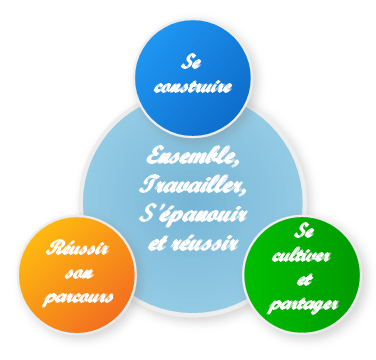 Se
construire
Ensemble,
Travailler,
S'épanouir
et réussir
Réussir
son
parcours
Se
cultiver
et
partager